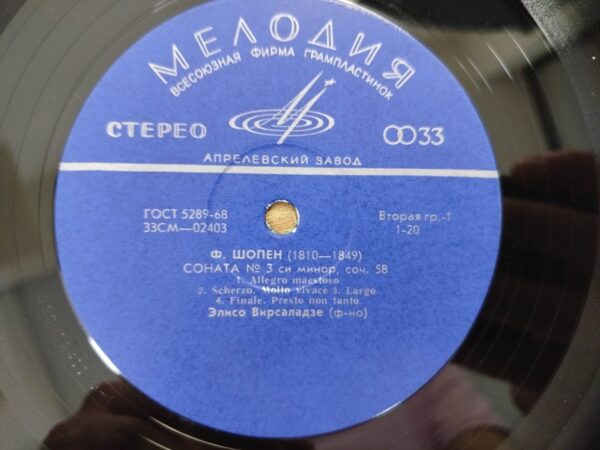 МЕЛОДИЯ
ВСЕСОЮЗНАЯ ФИРМА ГРАМПЛАСТИНОК
СТЕРЕО
33
АПРЕЛЕВСКИЙ ЗАВОД
ГОСТ 5289-68
33СМ—02403
Вторая гр.-1
1-20
Ф. ШОПЕН (1810—1849)
СОНАТА № 3 си минор, соч. 58
1. Allegro maestoso
2. Scherzo. Molto vivace 3. Largo
4. Finale. Presto non tanto
Элисо Вирсаладзе (ф-но)